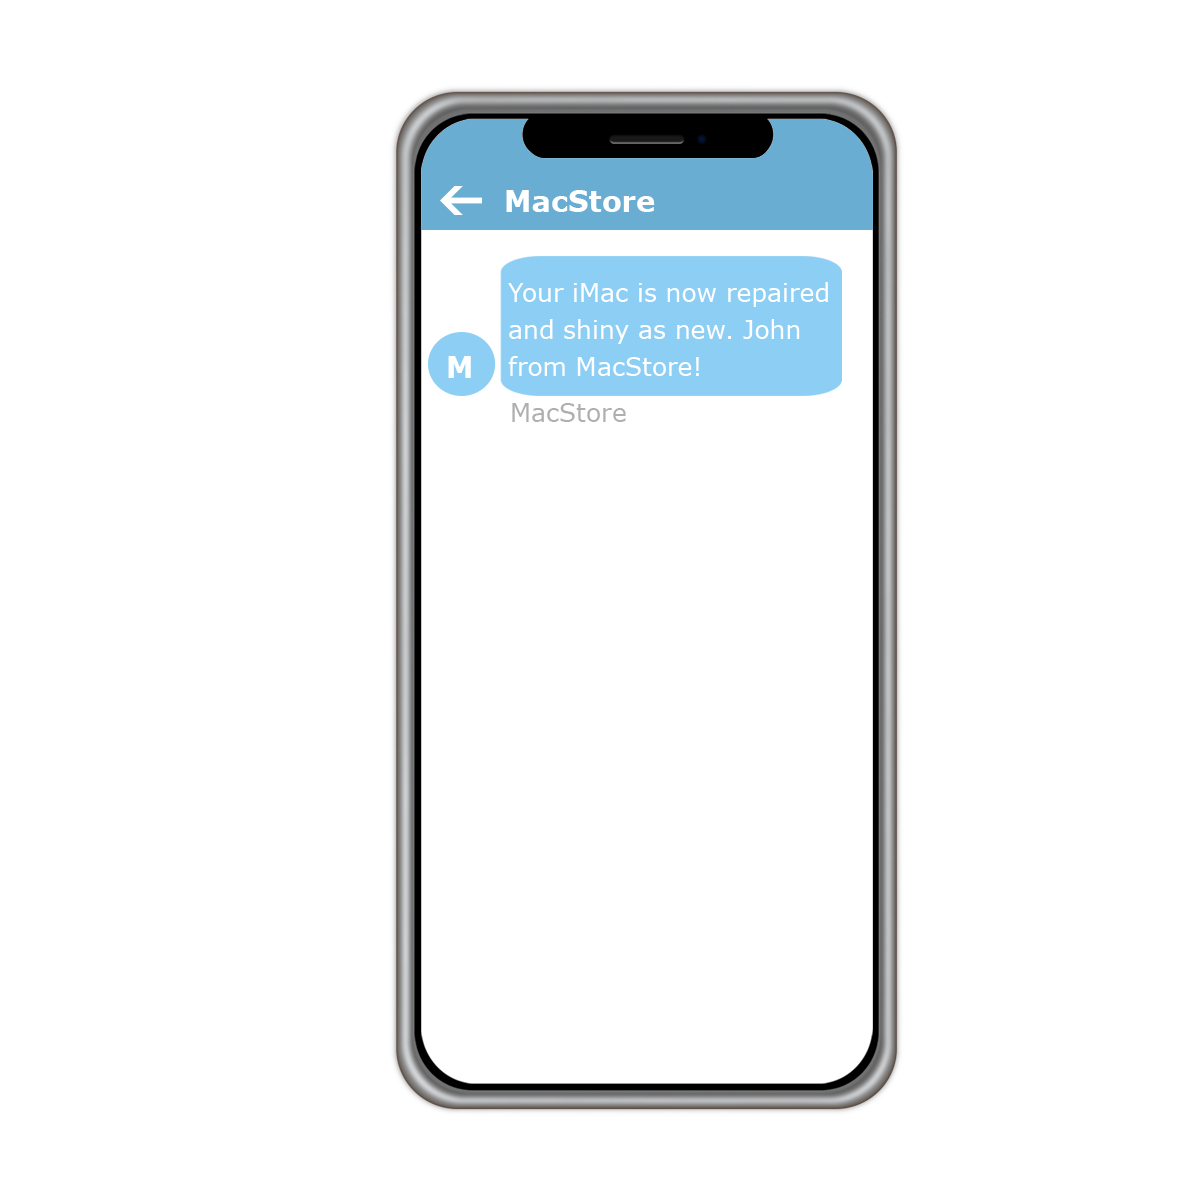 MacStore
Your iMac is now repaired
and shiny as new. John
from MacStore!
M
MacStore